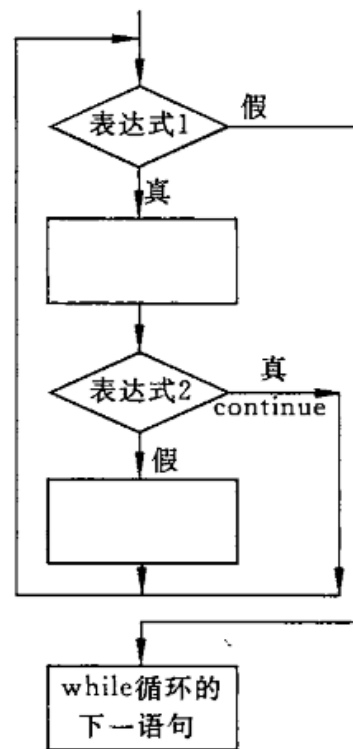 表达式1
假
真
表达式2
真
continue
假
while循环的
下一语句